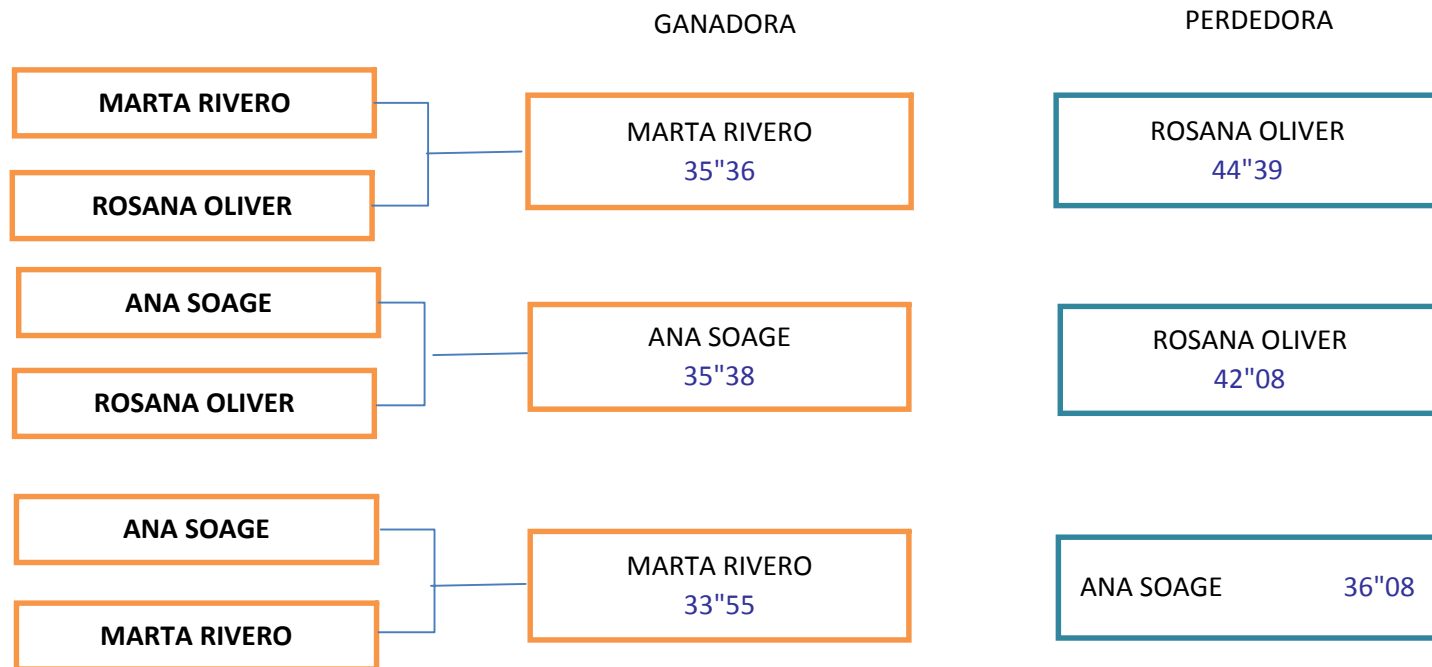 GANADORA
PERDEDORA
MARTA RIVERO
ROSANA OLIVER
MARTA RIVERO
35"36
ROSANA OLIVER
44"39
ANA SOAGE
ROSANA OLIVER
ANA SOAGE
35"38
ROSANA OLIVER
42"08
ANA SOAGE
MARTA RIVERO
MARTA RIVERO
33"55
ANA SOAGE 36"08